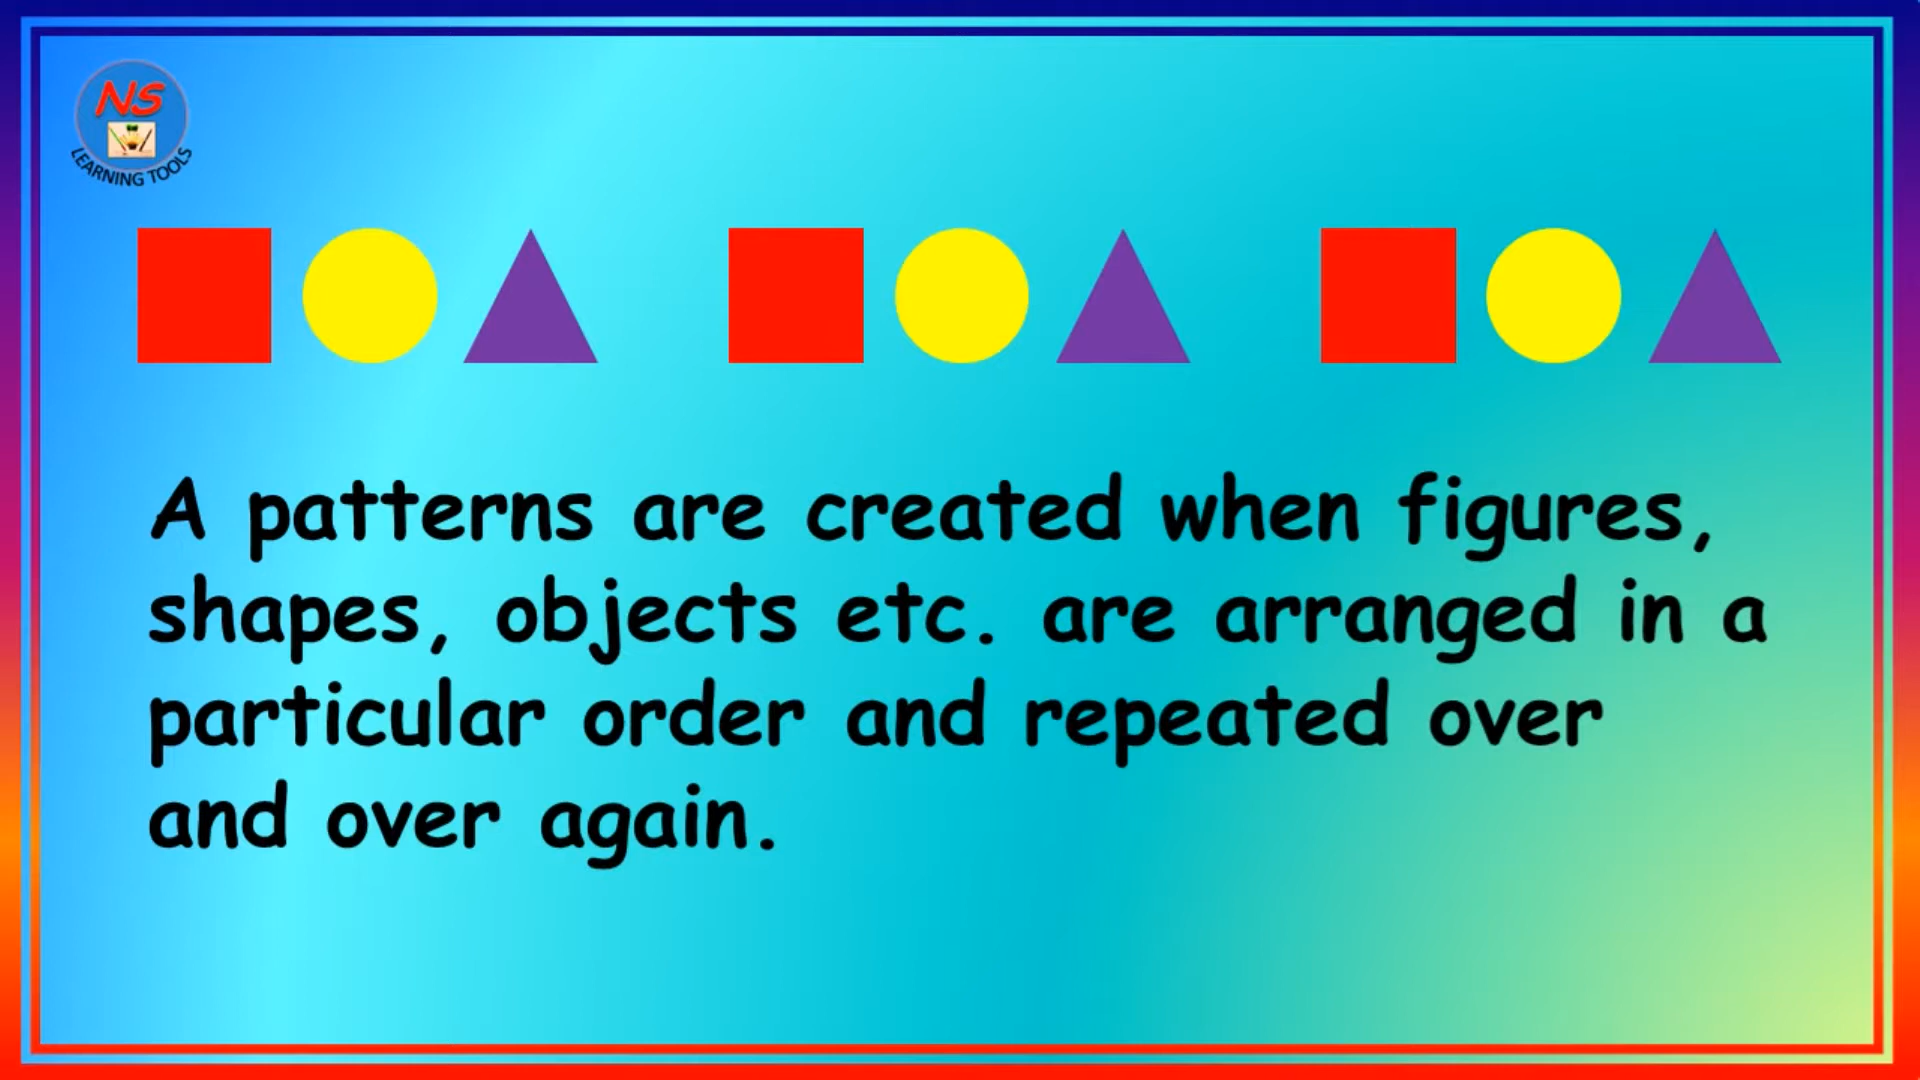 NS
LEARNING TOOLS
A patterns are created when figures,
shapes, objects etc. are arranged in a
particular order and repeated over
and over again.